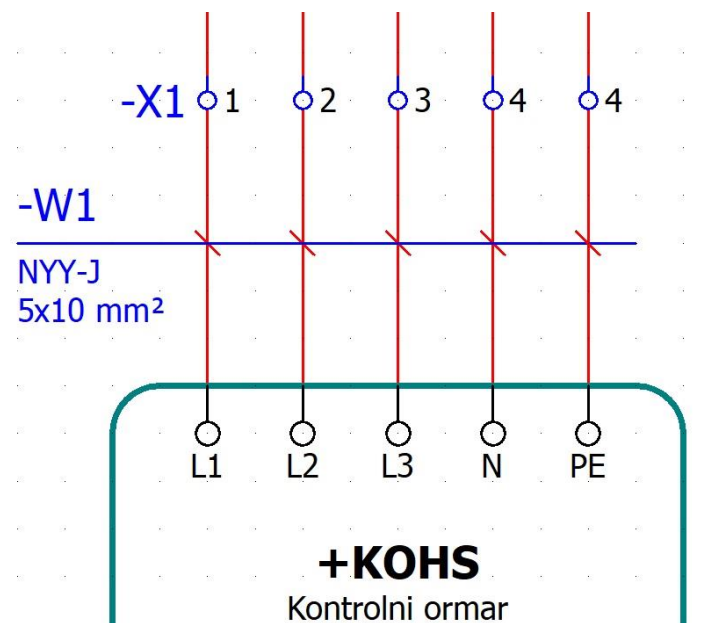 -X1 1 2 3 4 4
-W1
NYY-J
5x10 mm²
L1 L2 L3 N PE
+KOHS
Kontrolni ormar